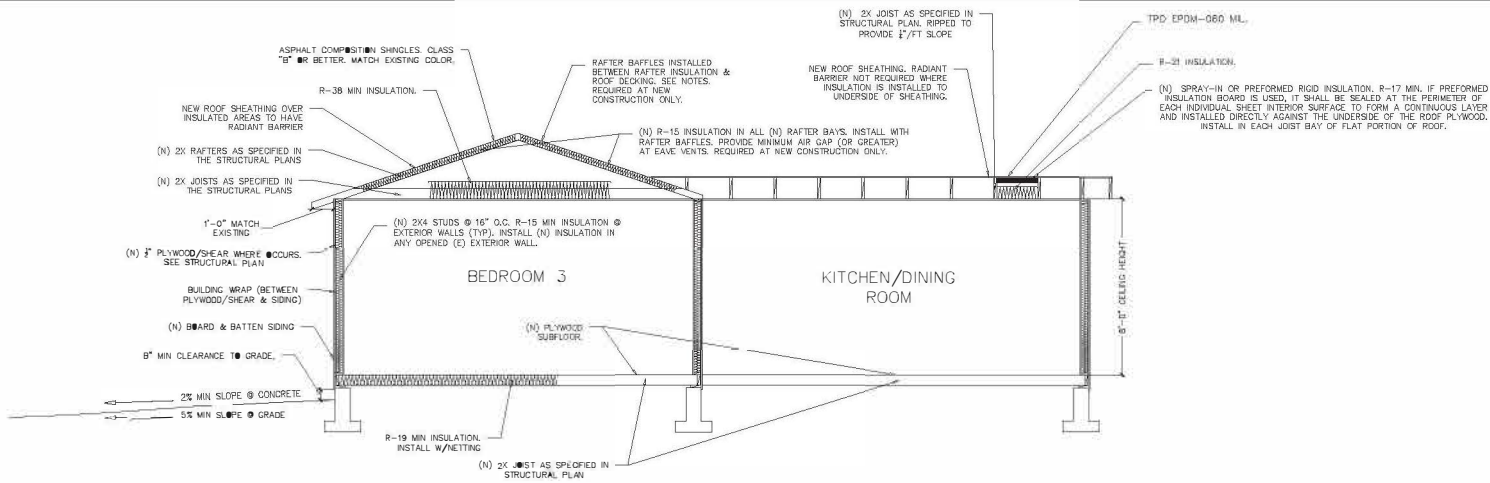 (N) 2X JOIST AS SPECIFIED IN
STRUCTURAL PLAN. RIPPED TO
PROVIDE ¼"/FT SLOPE
TPO EPDM-060 MIL.
ASPHALT COMPOSITION SHINGLES. CLASS
"B" OR BETTER. MATCH EXISTING COLOR.
RAFTER BAFFLES INSTALLED
BETWEEN RAFTER INSULATION &
ROOF DECKING. SEE NOTES.
REQUIRED AT NEW
CONSTRUCTION ONLY.
NEW ROOF SHEATHING. RADIANT
BARRIER NOT REQUIRED WHERE
INSULATION IS INSTALLED TO
UNDERSIDE OF SHEATHING.
R-21 INSULATION.
R-38 MIN INSULATION.
(N) SPRAY-IN OR PREFORMED RIGID INSULATION. R-17 MIN. IF PREFORMED
INSULATION BOARD IS USED, IT SHALL BE SEALED AT THE PERIMETER OF
EACH INDIVIDUAL SHEET INTERIOR SURFACE TO FORM A CONTINUOUS LAYER
AND INSTALLED DIRECTLY AGAINST THE UNDERSIDE OF THE ROOF PLYWOOD.
INSTALL IN EACH JOIST BAY OF FLAT PORTION OF ROOF.
NEW ROOF SHEATHING OVER
INSULATED AREAS TO HAVE
RADIANT BARRIER
(N) R-15 INSULATION IN ALL (N) RAFTER BAYS. INSTALL WITH
RAFTER BAFFLES. PROVIDE MINIMUM AIR GAP (OR GREATER)
AT EAVE VENTS. REQUIRED AT NEW CONSTRUCTION ONLY.
(N) 2X RAFTERS AS SPECIFIED IN
THE STRUCTURAL PLANS
(N) 2X JOISTS AS SPECIFIED IN
THE STRUCTURAL PLANS
1'-0" MATCH
EXISTING
(N) 2X4 STUDS @ 16" O.C. R-15 MIN INSULATION @
EXTERIOR WALLS (TYP). INSTALL (N) INSULATION IN
ANY OPENED (E) EXTERIOR WALL.
(N) PLYWOOD/SHEAR WHERE OCCURS.
SEE STRUCTURAL PLAN
BEDROOM 3
KITCHEN/DINING
ROOM
CEILING HEIGHT
BUILDING WRAP (BETWEEN
PLYWOOD/SHEAR & SIDING)
(N) BOARD & BATTEN SIDING
(N) PLYWOOD
SUBFLOOR.
8" MIN CLEARANCE TO GRADE.
2% MIN SLOPE @ CONCRETE
5% MIN SLOPE @ GRADE
R-19 MIN INSULATION.
INSTALL W/NETTING
(N) 2X JOIST AS SPECIFIED IN
STRUCTURAL PLAN